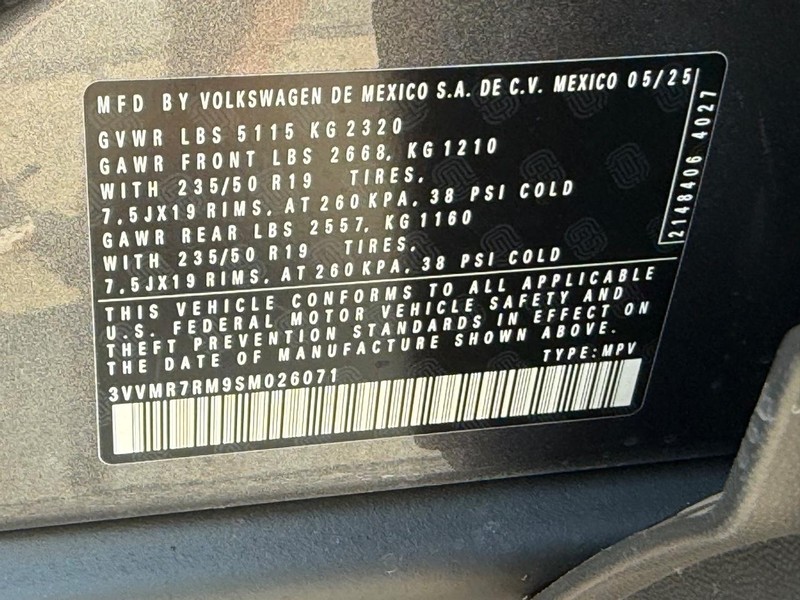 MFD BY VOLKSWAGEN DE MEXICO S.A. DE C.V. MEXICO 05/25
GVWR LBS 5115 KG 2320
GAWR FRONT LBS 2668, KG 1210
WITH 235/50 R19 TIRES,
7.5JX19 RIMS, AT 260 KPA, 38 PSI COLD
GAWR REAR LBS 2557, KG 1160
WITH 235/50 R19 TIRES,
7.5JX19 RIMS, AT 260 KPA, 38 PSI COLD
2148406 4027
THIS VEHICLE CONFORMS TO ALL APPLICABLE
U.S. FEDERAL MOTOR VEHICLE SAFETY AND
THEFT PREVENTION STANDARDS IN EFFECT ON
THE DATE OF MANUFACTURE SHOWN ABOVE.
3VVMR7RM9SM026071 TYPE: MPV